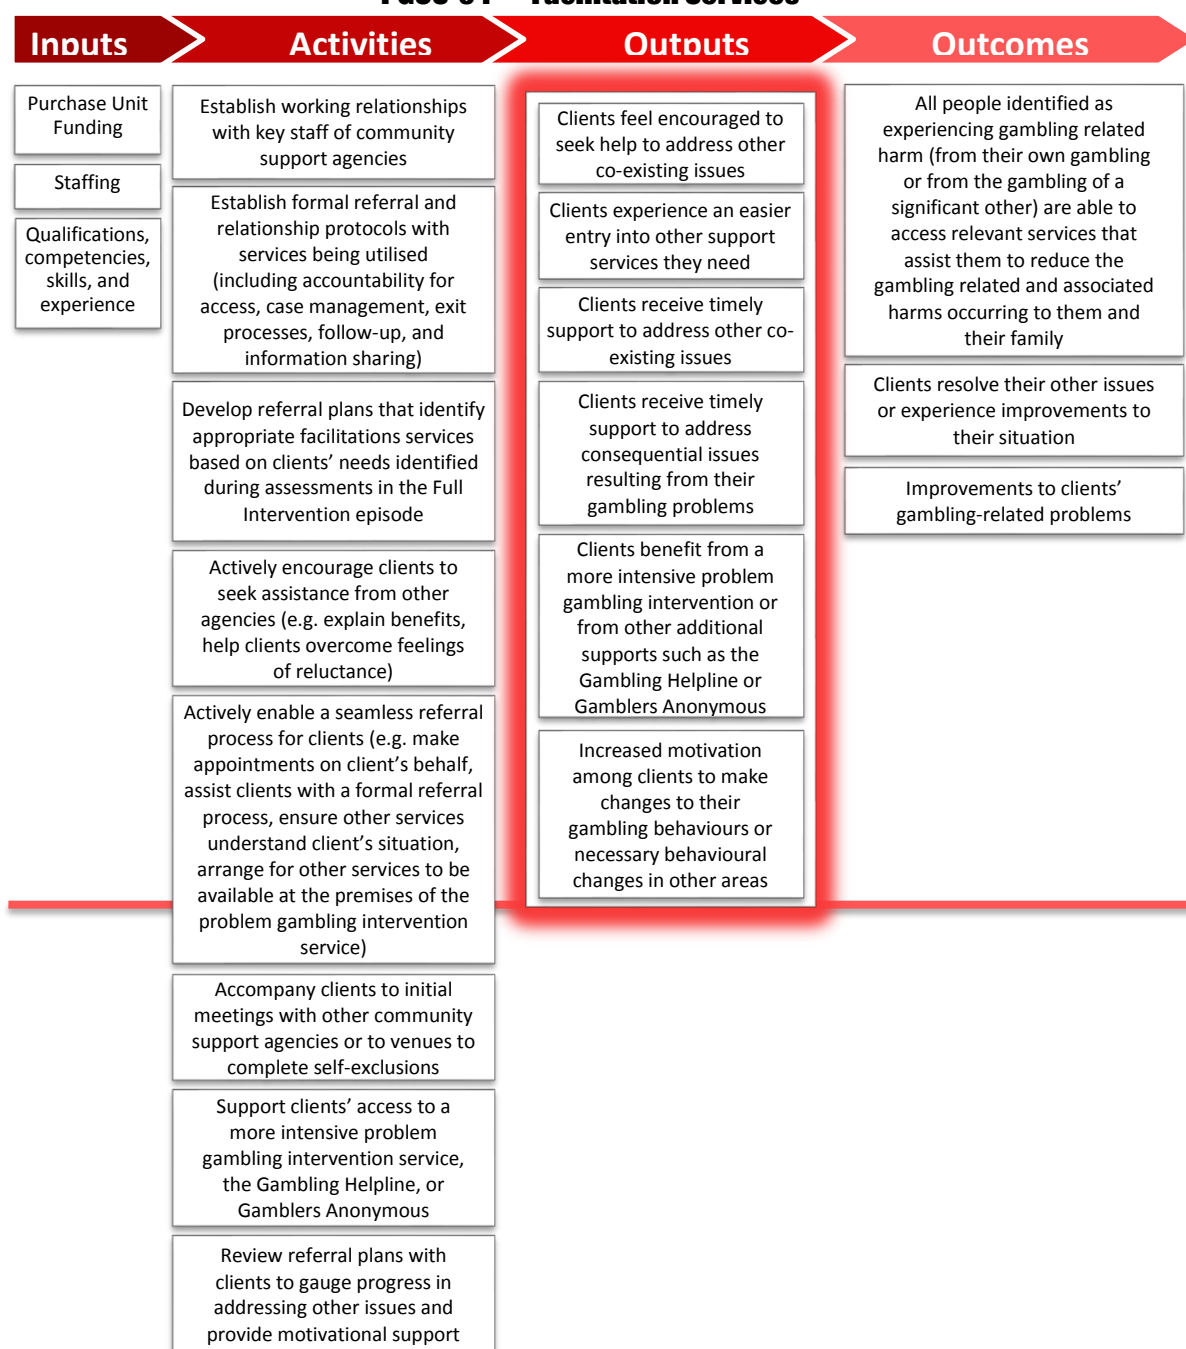 Facilitation Services
Inputs
Activities
Outputs
Outcomes
Purchase Unit
Funding
Staffing
Qualifications,
competencies,
skills, and
experience
Establish working relationships
with key staff of community
support agencies
Establish formal referral and
relationship protocols with
services being utilised
(including accountability for
access, case management, exit
processes, follow-up, and
information sharing)
Develop referral plans that identify
appropriate facilitations services
based on clients’ needs identified
during assessments in the Full
Intervention episode
Actively encourage clients to
seek assistance from other
agencies (e.g. explain benefits,
help clients overcome feelings
of reluctance)
Actively enable a seamless referral
process for clients (e.g. make
appointments on client’s behalf,
assist clients with a formal referral
process, ensure other services
understand client’s situation,
arrange for other services to be
available at the premises of the
problem gambling intervention
service)
Accompany clients to initial
meetings with other community
support agencies or to venues to
complete self-exclusions
Support clients’ access to a
more intensive problem
gambling intervention service,
the Gambling Helpline, or
Gamblers Anonymous
Review referral plans with
clients to gauge progress in
addressing other issues and
provide motivational support
Clients feel encouraged to
seek help to address other
co-existing issues
Clients experience an easier
entry into other support
services they need
Clients receive timely
support to address other co-
existing issues
Clients receive timely
support to address
consequential issues
resulting from their
gambling problems
Clients benefit from a
more intensive problem
gambling intervention or
from other additional
supports such as the
Gambling Helpline or
Gamblers Anonymous
Increased motivation
among clients to make
changes to their
gambling behaviours or
necessary behavioural
changes in other areas
All people identified as
experiencing gambling related
harm (from their own gambling
or from the gambling of a
significant other) are able to
access relevant services that
assist them to reduce the
gambling related and associated
harms occurring to them and
their family
Clients resolve their other issues
or experience improvements to
their situation
Improvements to clients’
gambling-related problems